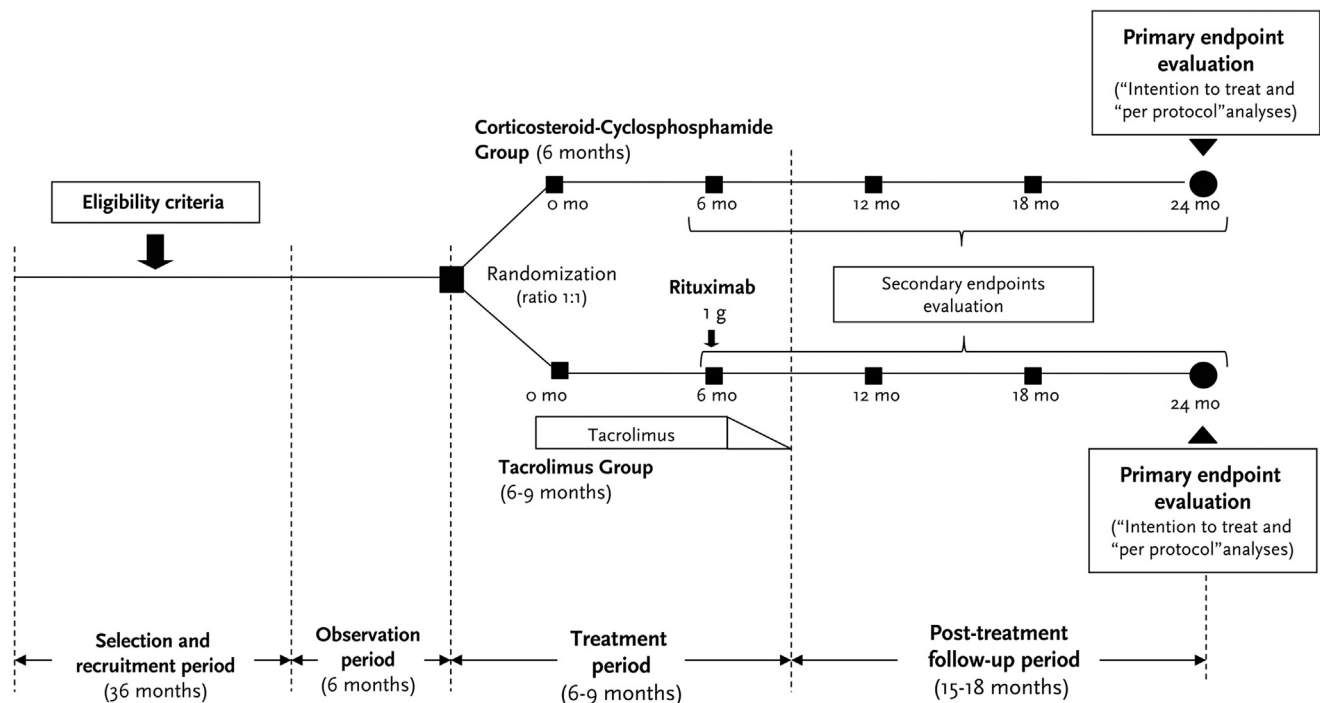 Primary endpoint
evaluation
(“Intention to treat and
“per protocol”analyses)
Corticosteroid-Cyclosphosphamide
Group (6 months)
Eligibility criteria
0 mo
6 mo
12 mo
18 mo
24 mo
Randomization
(ratio 1:1)
Rituximab
1 g
Secondary endpoints
evaluation
0 mo
6 mo
12 mo
18 mo
24 mo
Tacrolimus
Tacrolimus Group
(6-9 months)
Primary endpoint
evaluation
(“Intention to treat and
“per protocol”analyses)
Selection and
recruitment period
(36 months)
Observation
period
(6 months)
Treatment
period
(6-9 months)
Post-treatment
follow-up period
(15-18 months)